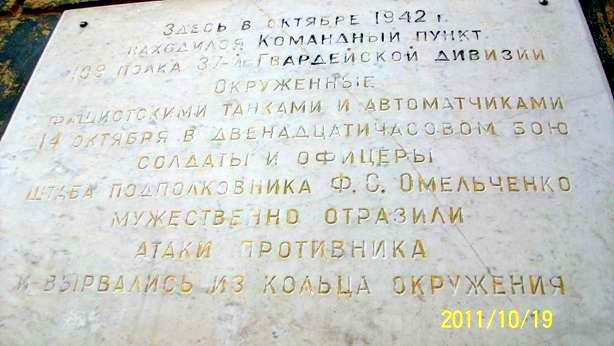 Здесь в октябре 1942 г.
находился Командный пункт
109 полка 37-й Гвардейской дивизии
Окруженные
фашистскими танками и автоматчиками
14 октября в двенадцатичасовом бою
солдаты и офицеры
штаба подполковника Ф. С. Омельченко
мужественно отразили
атаки противника
и вырвались из кольца окружения
2011/10/19